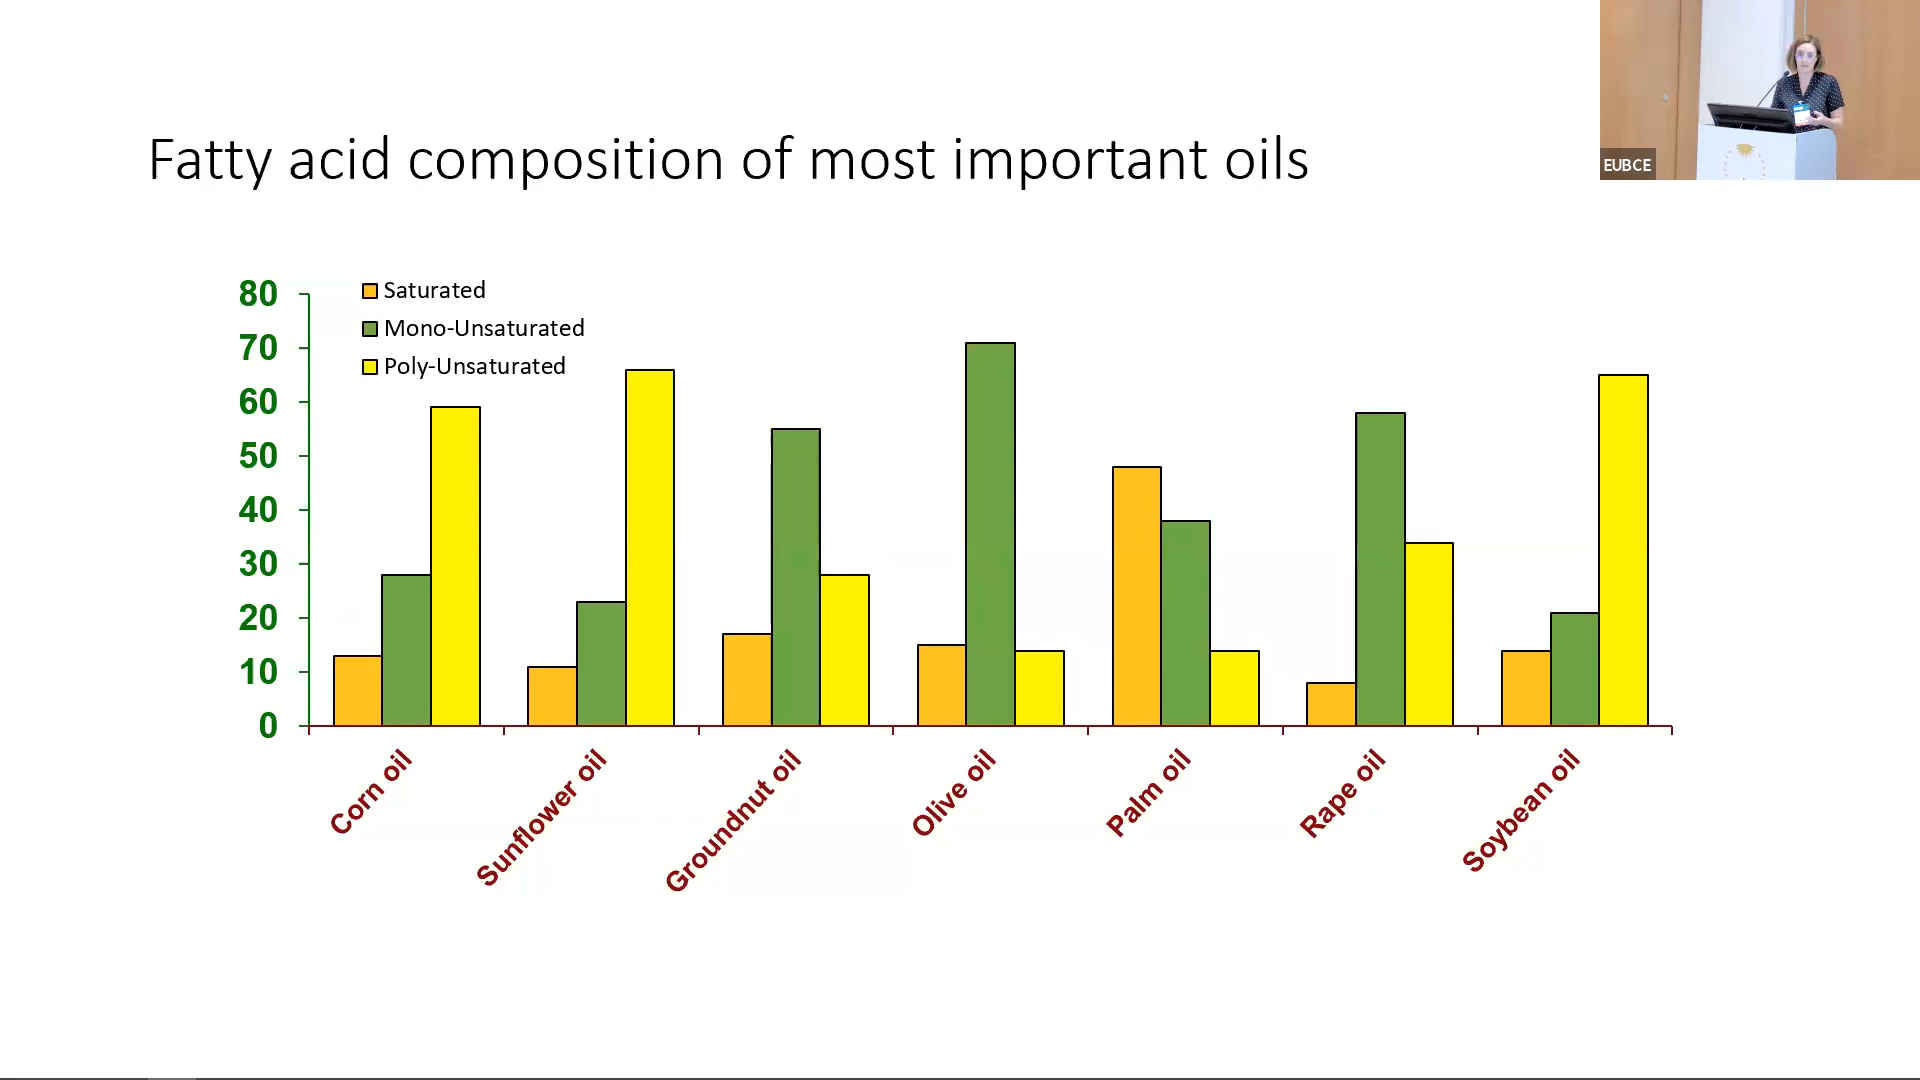 EUBCE
Fatty acid composition of most important oils
Saturated
Mono-Unsaturated
Poly-Unsaturated
80
70
60
50
40
30
20
10
0
Corn oil
Sunflower oil
Groundnut oil
Olive oil
Palm oil
Rape oil
Soybean oil